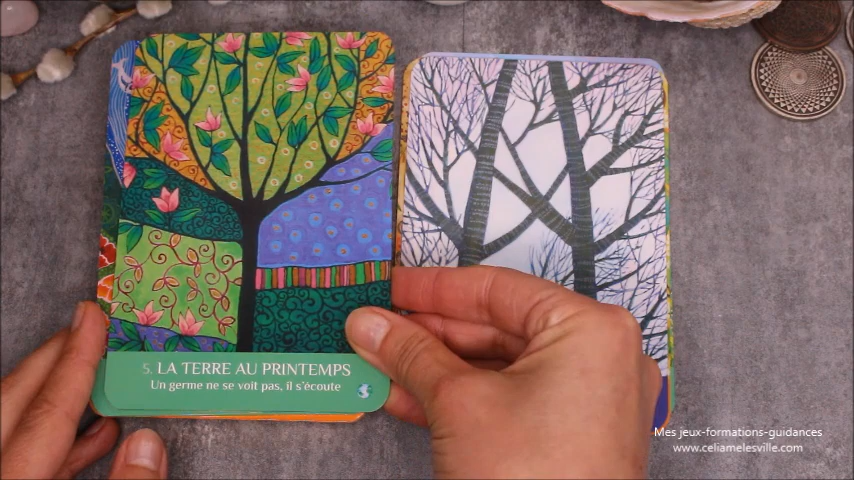 5. LA TERRE AU PRINTEMPS
Un germe ne se voit pas, il s'écoute
Mes jeux-formations-guidances
www.celiamelesville.com